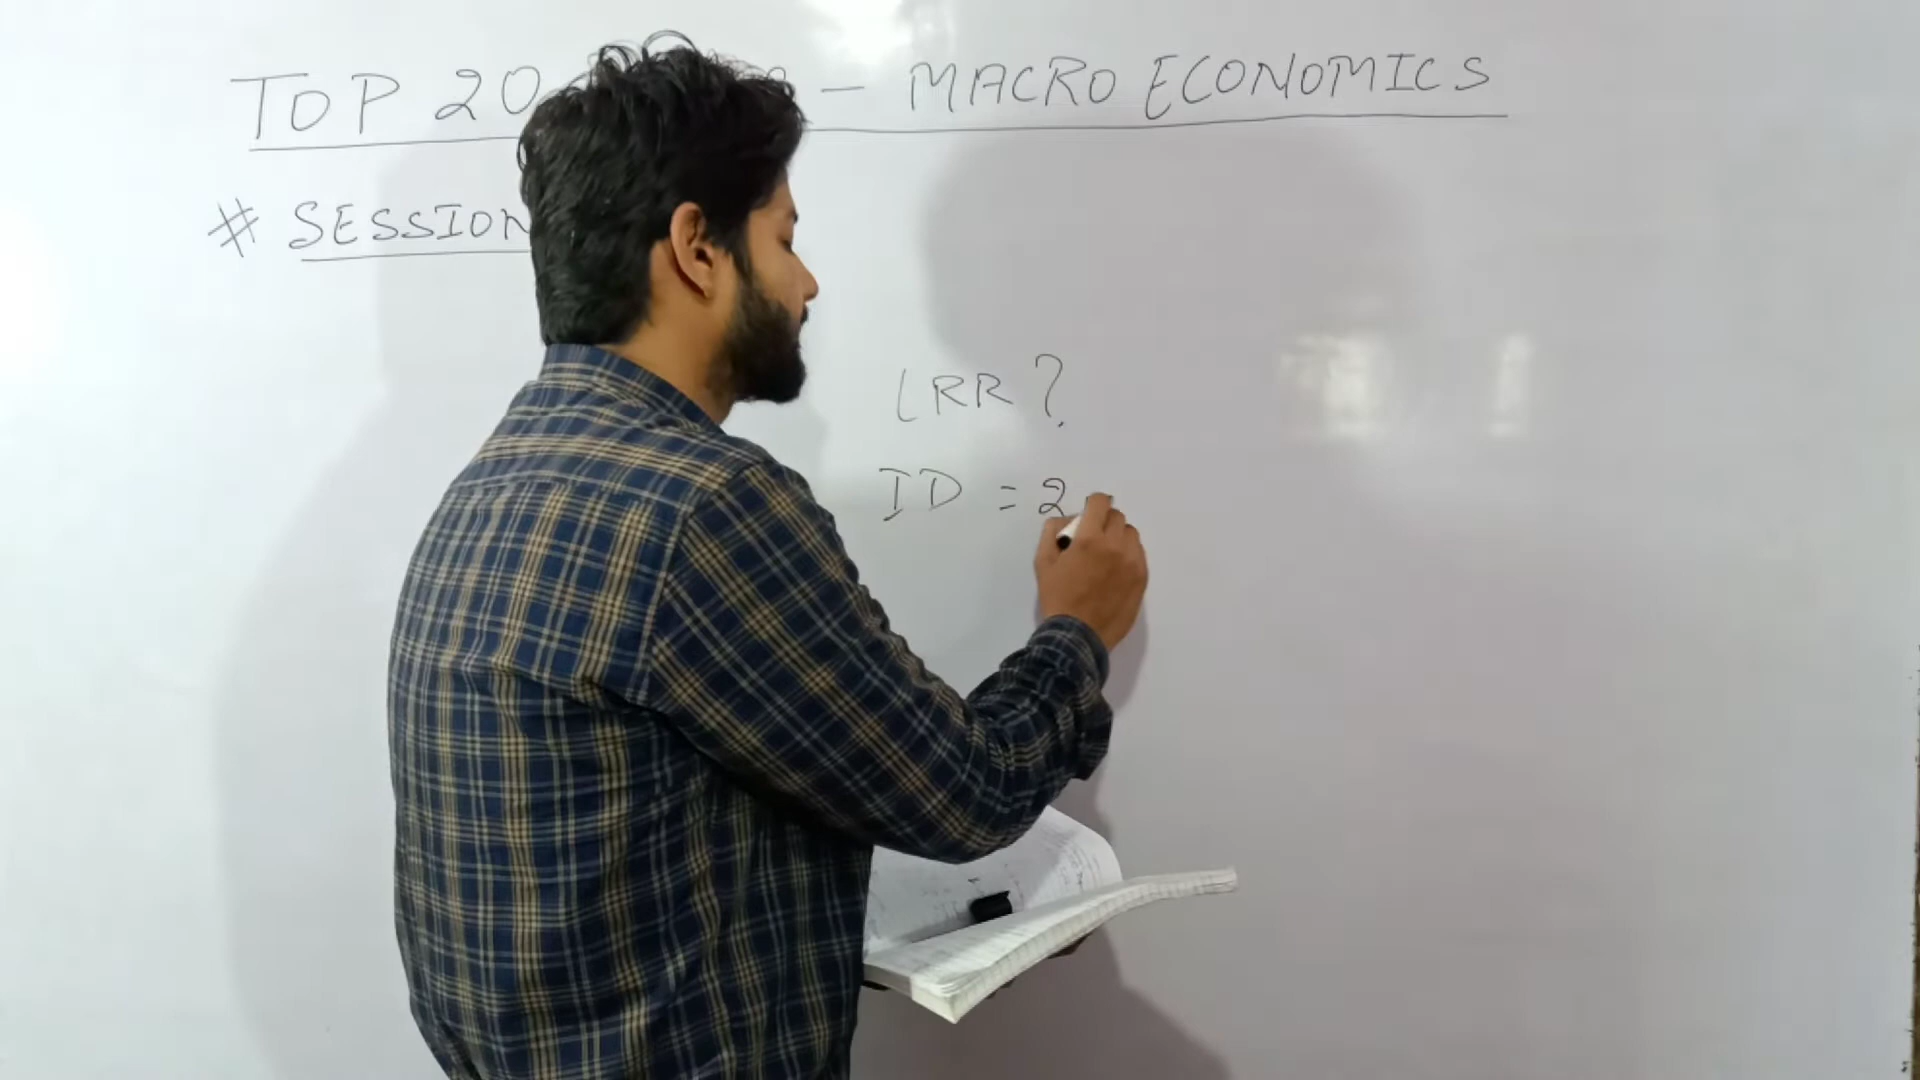 TOP 20 - MACRO ECONOMICS
# SESSION
LRR ?
ID = 2